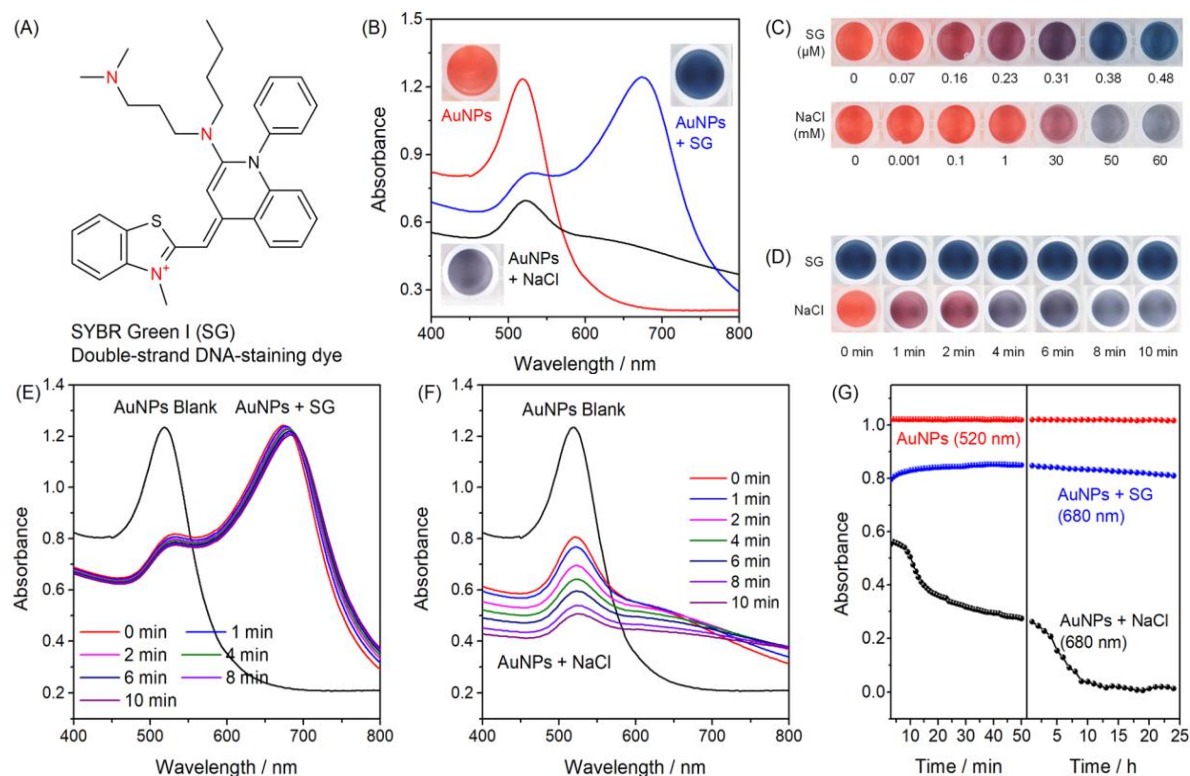 (A)
N
N
N
S
N+
SYBR Green I (SG)
Double-strand DNA-staining dye
(B)
Absorbance
1.5
1.2
0.9
0.6
0.3
AuNPs
AuNPs
+ SG
AuNPs
+ NaCl
400 500 600 700 800
Wavelength / nm
(C)
SG
(μM)
0 0.07 0.16 0.23 0.31 0.38 0.48
NaCl
(mM)
0 0.001 0.1 1 30 50 60
(D)
SG
NaCl
0 min 1 min 2 min 4 min 6 min 8 min 10 min
(E)
Absorbance
1.4
1.2
1.0
0.8
0.6
0.4
0.2
AuNPs Blank AuNPs + SG
0 min 1 min
2 min 4 min
6 min 8 min
10 min
400 500 600 700 800
Wavelength / nm
(F)
Absorbance
1.4
1.2
1.0
0.8
0.6
0.4
0.2
AuNPs Blank
0 min
1 min
2 min
4 min
6 min
8 min
10 min
AuNPs + NaCl
400 500 600 700 800
Wavelength / nm
(G)
Absorbance
1.0
0.8
0.6
0.4
0.2
0.0
AuNPs (520 nm)
AuNPs + SG
(680 nm)
AuNPs + NaCl
(680 nm)
10 20 30 40 50 5 10 15 20 25
Time / min Time / h